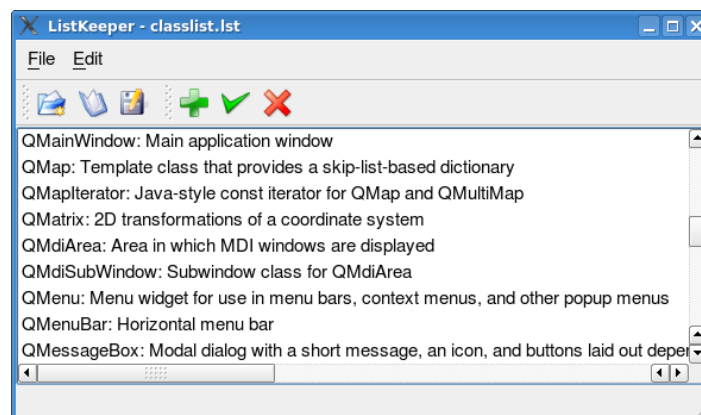 ListKeeper - classlist.lst
File Edit
QMainWindow: Main application window
QMap: Template class that provides a skip-list-based dictionary
QMapIterator: Java-style const iterator for QMap and QMultiMap
QMatrix: 2D transformations of a coordinate system
QMdiArea: Area in which MDI windows are displayed
QMdiSubWindow: Subwindow class for QMdiArea
QMenu: Menu widget for use in menu bars, context menus, and other popup menus
QMenuBar: Horizontal menu bar
QMessageBox: Modal dialog with a short message, an icon, and buttons laid out